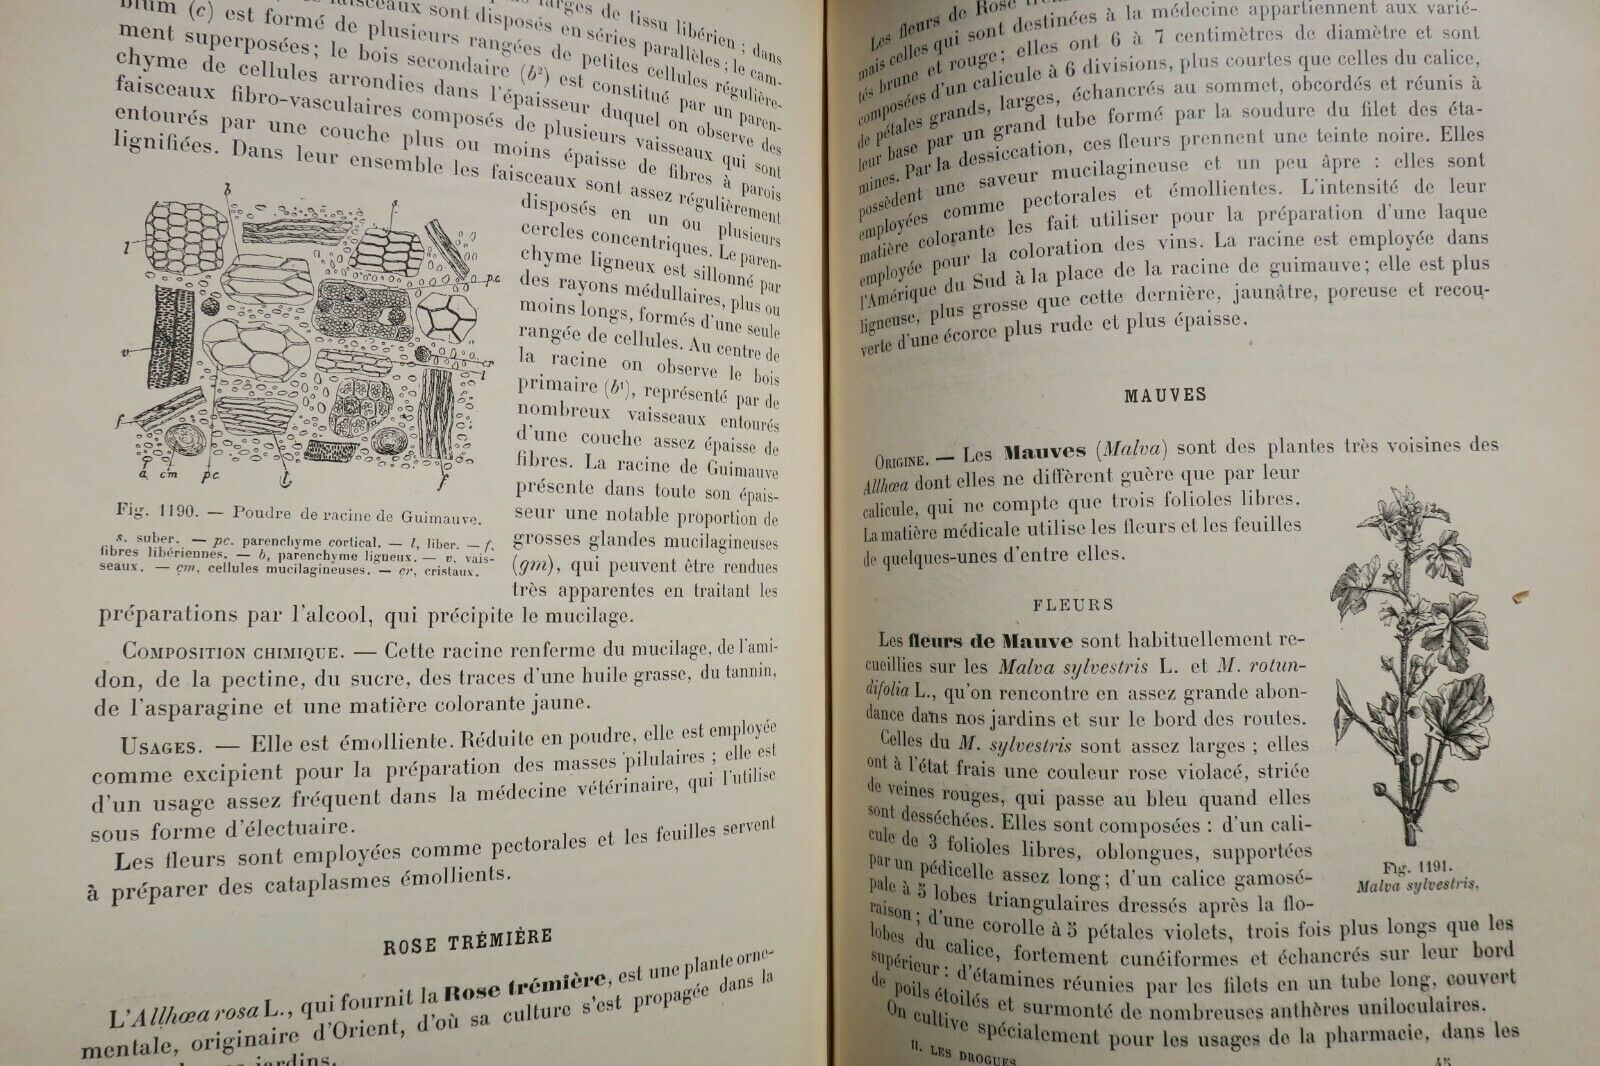 larges de tissu libérien ; dans
faisceaux sont disposés en séries parallèles ; le cam-
bium (c) est formé de plusieurs rangées de petites cellules régulière-
ment superposées ; le bois secondaire (b²) est constitué par un paren-
chyme de cellules arrondies dans l'épaisseur duquel on observe des
faisceaux fibro-vasculaires composés de plusieurs vaisseaux qui sont
entourés par une couche plus ou moins épaisse de fibres à parois
lignifiées. Dans leur ensemble les faisceaux sont assez régulièrement
disposés en un ou plusieurs
cercles concentriques. Le paren-
chyme ligneux est sillonné par
des rayons médullaires, plus ou
moins longs, formés d'une seule
rangée de cellules. Au centre de
la racine on observe le bois
primaire (b¹), représenté par de
nombreux vaisseaux entourés
d'une couche assez épaisse de
fibres. La racine de Guimauve
présente dans toute son épais-
seur une notable proportion de
grosses glandes mucilagineuses
(gm), qui peuvent être rendues
très apparentes en traitant les
b
f
l
p.c
v
cr
l
f
a cm p.c l f
Fig. 1190. — Poudre de racine de Guimauve.
s. suber. — pc. parenchyme cortical. — l, liber. — f,
fibres libériennes. — b, parenchyme ligneux. — v, vais-
seaux. — cm, cellules mucilagineuses. — cr, cristaux.
préparations par l'alcool, qui précipite le mucilage.
COMPOSITION CHIMIQUE. — Cette racine renferme du mucilage, de l'ami-
don, de la pectine, du sucre, des traces d'une huile grasse, du tannin,
de l'asparagine et une matière colorante jaune.
USAGES. — Elle est émolliente. Réduite en poudre, elle est employée
comme excipient pour la préparation des masses pilulaires ; elle est
d'un usage assez fréquent dans la médecine vétérinaire, qui l'utilise
sous forme d'électuaire.
Les fleurs sont employées comme pectorales et les feuilles servent
à préparer des cataplasmes émollients.
ROSE TRÉMIÈRE
L'Allhœa rosa L., qui fournit la Rose trémière, est une plante orne-
mentale, originaire d'Orient, d'où sa culture s'est propagée dans la
jardins.
Les fleurs de Rose
mais celles qui sont destinées à la médecine appartiennent aux varié-
tés brune et rouge ; elles ont 6 à 7 centimètres de diamètre et sont
composées d'un calicule à 6 divisions, plus courtes que celles du calice,
de pétales grands, larges, échancrés au sommet, obcordés et réunis à
leur base par un grand tube formé par la soudure du filet des éta-
mines. Par la dessiccation, ces fleurs prennent une teinte noire. Elles
possèdent une saveur mucilagineuse et un peu âpre : elles sont
employées comme pectorales et émollientes. L'intensité de leur
matière colorante les fait utiliser pour la préparation d'une laque
employée pour la coloration des vins. La racine est employée dans
l'Amérique du Sud à la place de la racine de guimauve ; elle est plus
ligneuse, plus grosse que cette dernière, jaunâtre, poreuse et recou-
verte d'une écorce plus rude et plus épaisse.
MAUVES
ORIGINE. — Les Mauves (Malva) sont des plantes très voisines des
Allhœa dont elles ne diffèrent guère que par leur
calicule, qui ne compte que trois folioles libres.
La matière médicale utilise les fleurs et les feuilles
de quelques-unes d'entre elles.
FLEURS
Les fleurs de Mauve sont habituellement re-
cueillies sur les Malva sylvestris L. et M. rotun-
difolia L., qu'on rencontre en assez grande abon-
dance dans nos jardins et sur le bord des routes.
Celles du M. sylvestris sont assez larges ; elles
ont à l'état frais une couleur rose violacé, striée
de veines rouges, qui passe au bleu quand elles
sont desséchées. Elles sont composées : d'un cali-
cule de 3 folioles libres, oblongues, supportées
par un pédicelle assez long ; d'un calice gamosé-
pale à 5 lobes triangulaires dressés après la flo-
raison ; d'une corolle à 5 pétales violets, trois fois plus longs que les
lobes du calice, fortement cunéiformes et échancrés sur leur bord
supérieur : d'étamines réunies par les filets en un tube long, couvert
de poils étoilés et surmonté de nombreuses anthères uniloculaires.
On cultive spécialement pour les usages de la pharmacie, dans les
Fig. 1191.
Malva sylvestris.
II. LES DROGUES
45